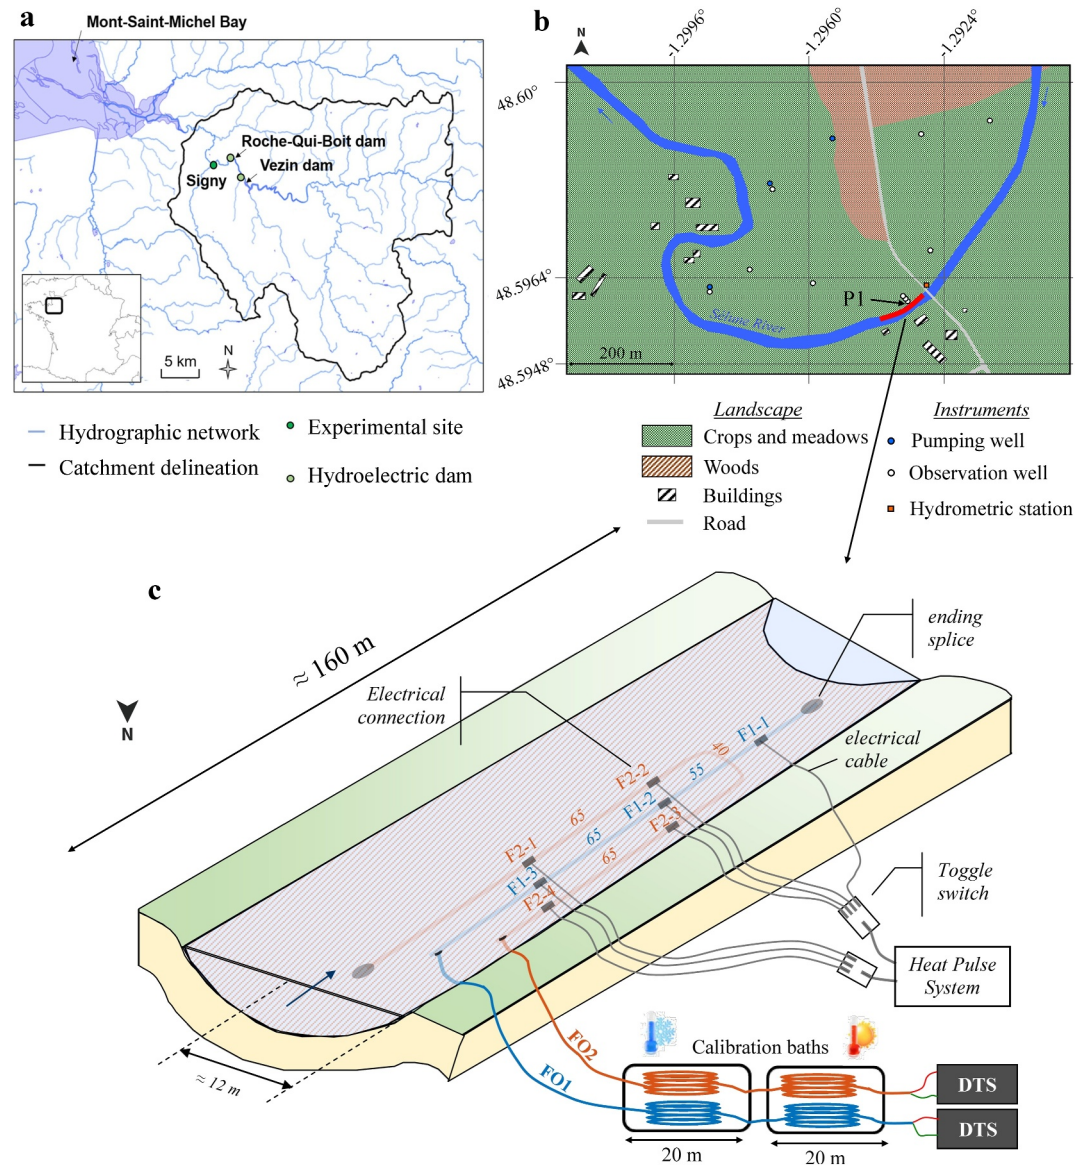 a
Mont-Saint-Michel Bay
Roche-Qui-Boit dam
Vezin dam
Signy
5 km
N
Hydrographic network
Catchment delineation
Experimental site
Hydroelectric dam
b
N
-1.2996°
-1.2960°
-1.2924°
48.60°
48.5964°
48.5948°
P1
Sélune River
200 m
Landscape
Crops and meadows
Woods
Buildings
Road
Instruments
Pumping well
Observation well
Hydrometric station
c
≈ 160 m
N
Electrical
connection
ending
splice
F1-1
electrical
cable
40
F2-2
55
F1-2
F2-3
65
65
65
F2-1
F1-3
F2-4
Toggle
switch
Heat Pulse
System
≈ 12 m
FO2
FO1
Calibration baths
DTS
DTS
20 m
20 m